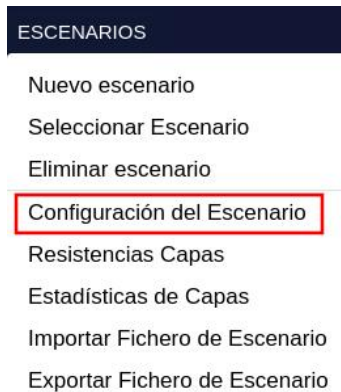 ESCENARIOS
Nuevo escenario
Seleccionar Escenario
Eliminar escenario
Configuración del Escenario
Resistencias Capas
Estadísticas de Capas
Importar Fichero de Escenario
Exportar Fichero de Escenario